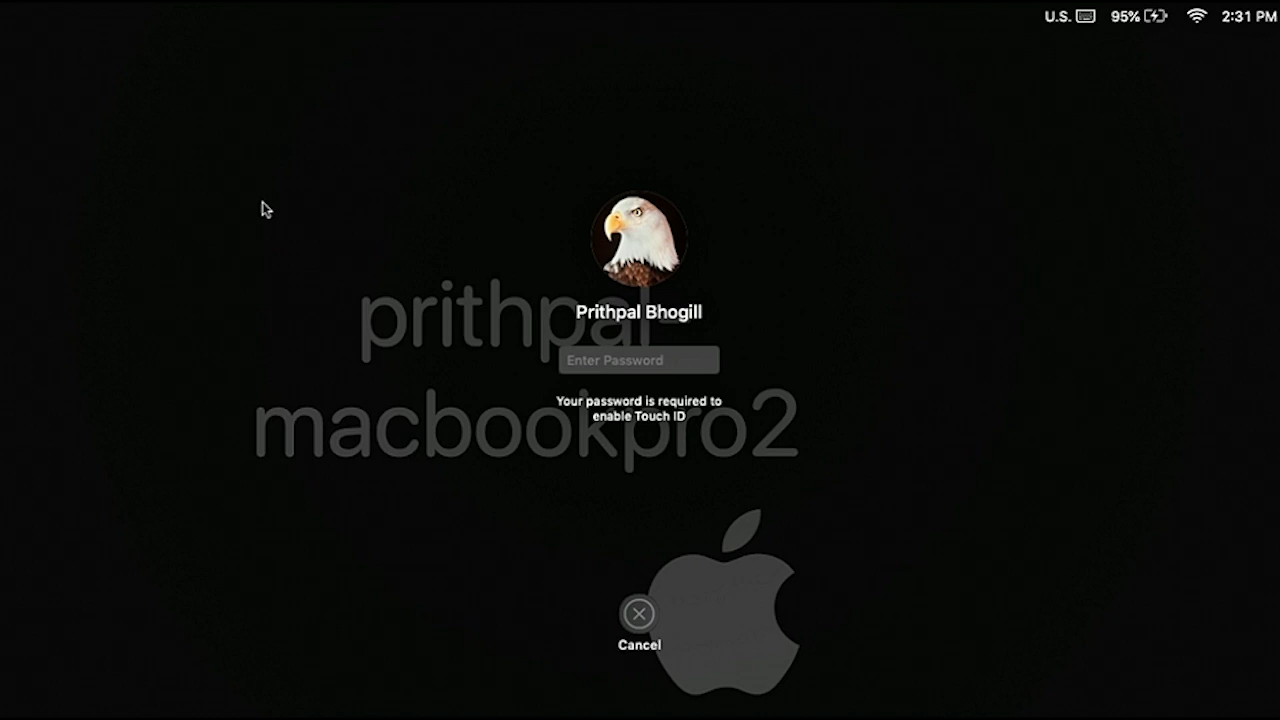 U.S. 95% 2:31 PM
Prithpal Bhogill
prithpal-
Enter Password
Your password is required to
enable Touch ID
macbookpro2
Cancel